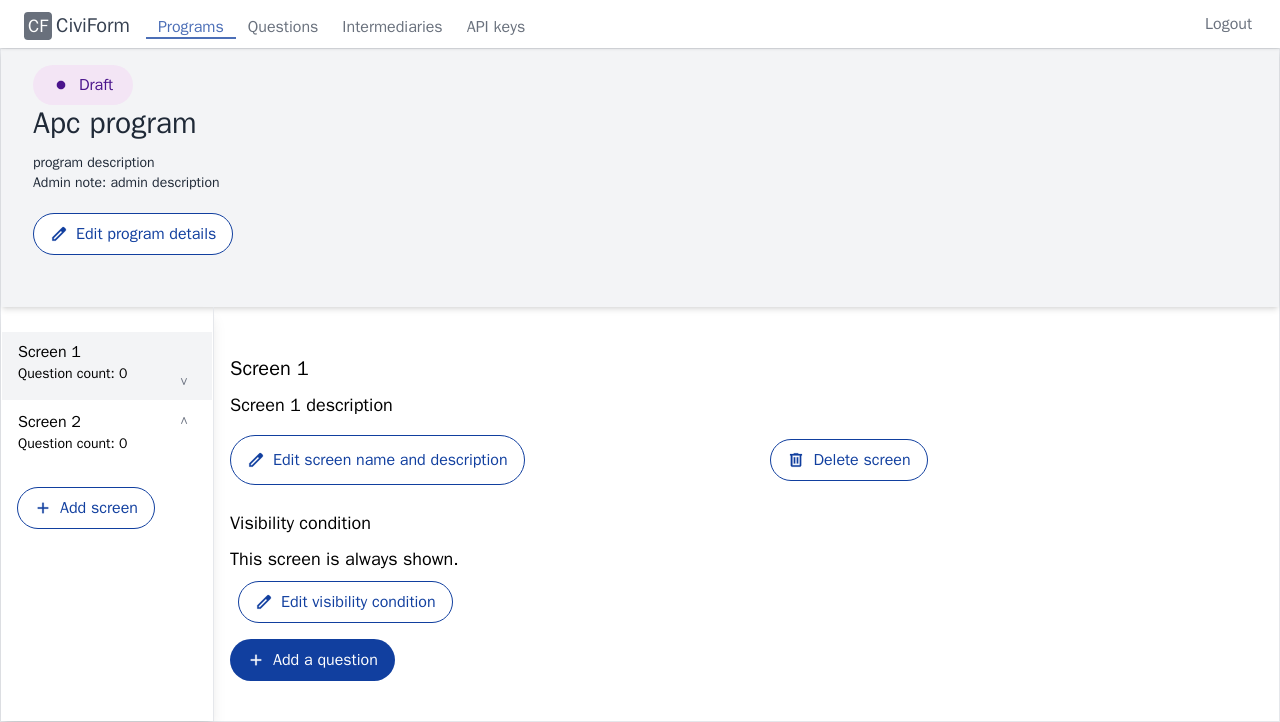 CF CiviForm Programs Questions Intermediaries API keys Logout
Draft
Apc program
program description
Admin note: admin description
Edit program details
Screen 1
Question count: 0
˅
Screen 2
˄
Question count: 0
Add screen
Screen 1
Screen 1 description
Edit screen name and description
Delete screen
Visibility condition
This screen is always shown.
Edit visibility condition
Add a question